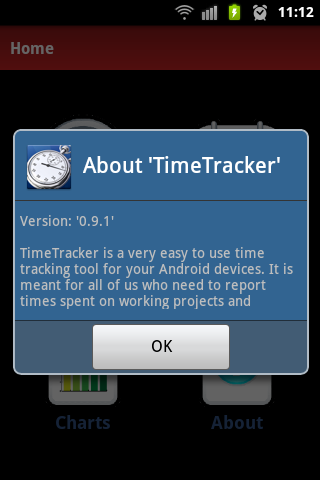 11:12
Home
About 'TimeTracker'
Version: '0.9.1'
TimeTracker is a very easy to use time
tracking tool for your Android devices. It is
meant for all of us who need to report
times spent on working projects and
OK
Charts
About